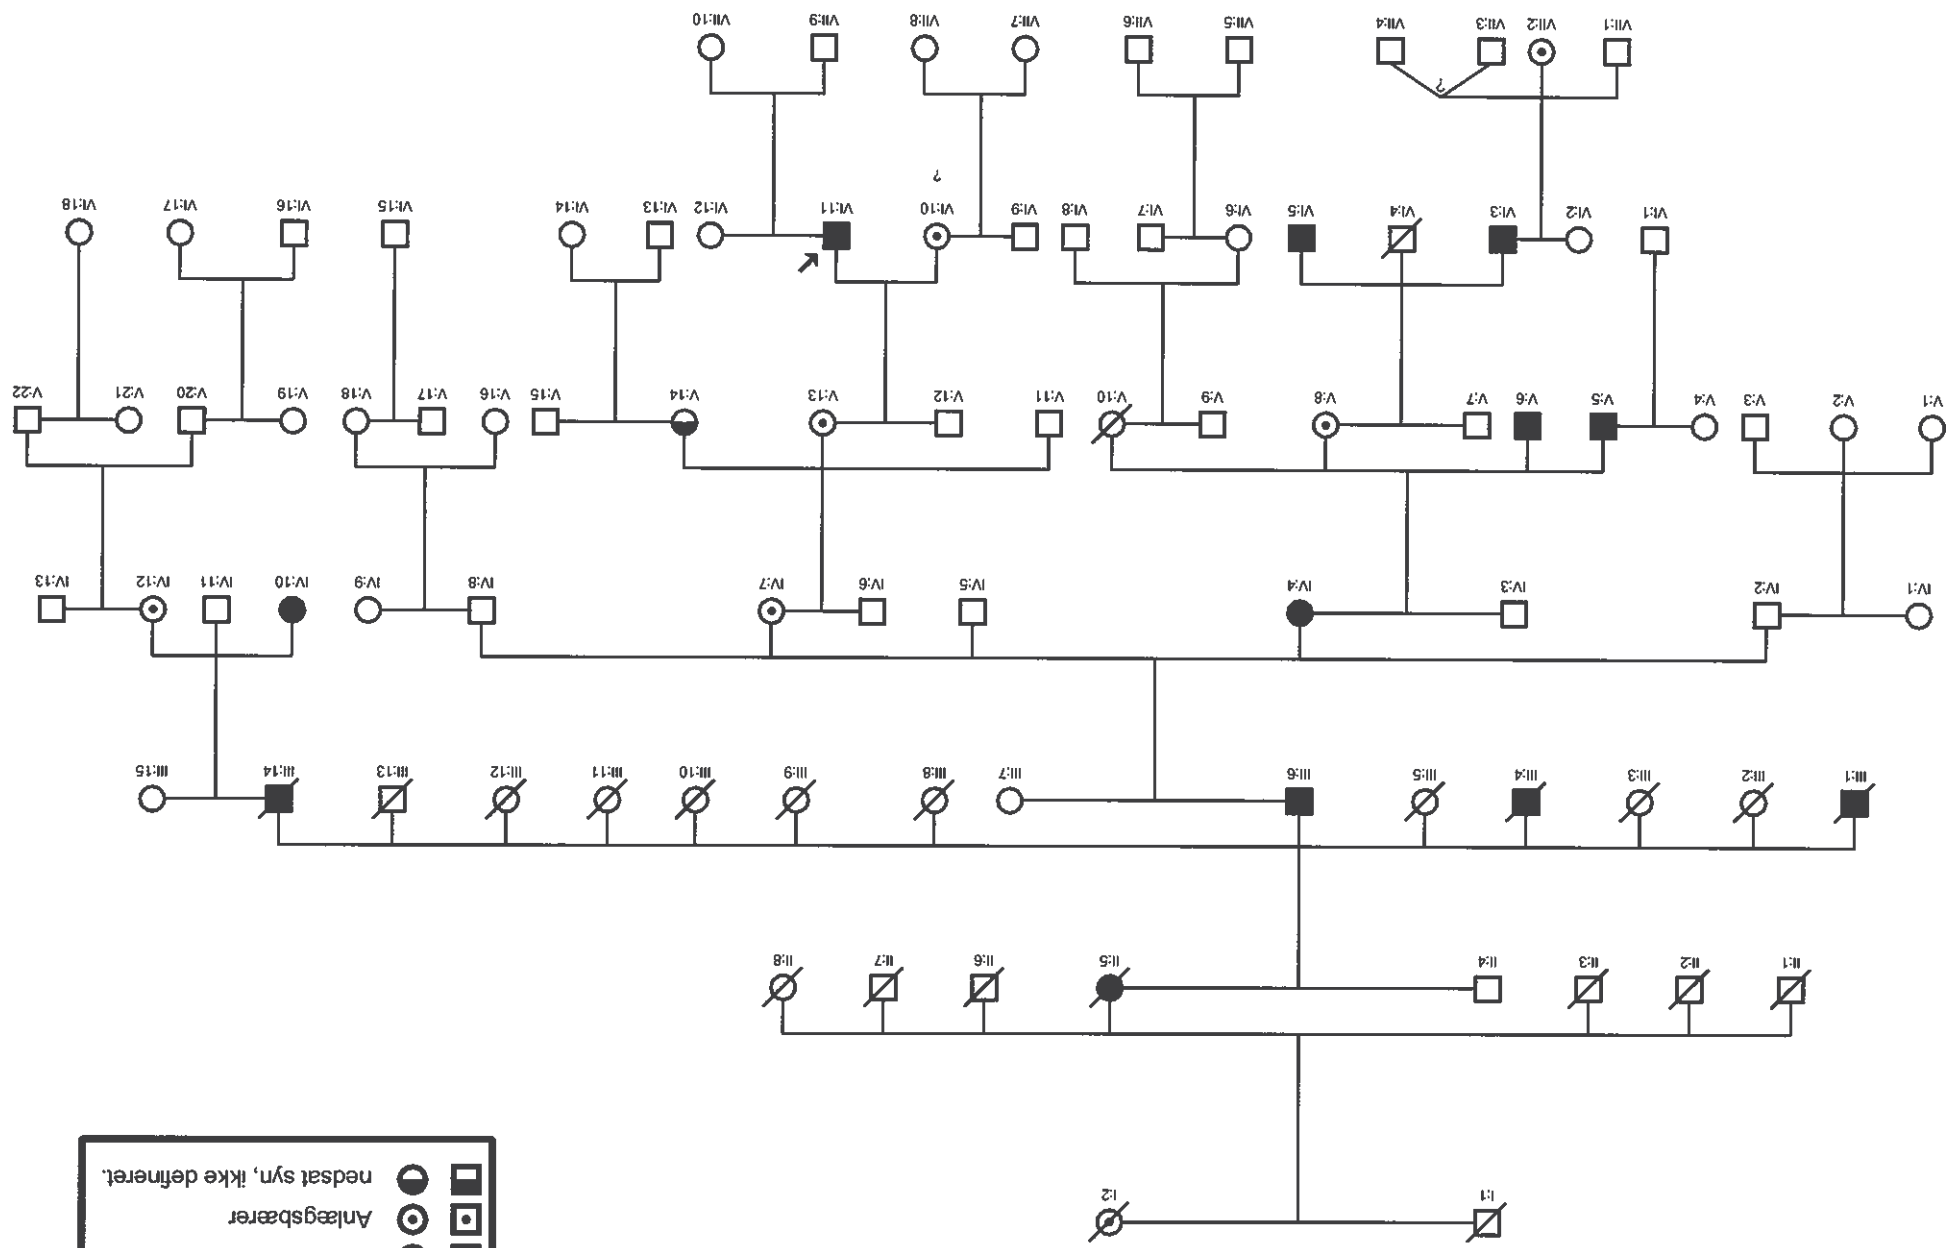 I:1 I:2
Anlægsbærer
nedsat syn, ikke defineret.
II:1 II:2 II:3 II:4 II:5 II:6 II:7 II:8
III:1 III:2 III:3 III:4 III:5 III:6 III:7 III:8 III:9 III:10 III:11 III:12 III:13 III:14 III:15
IV:1 IV:2 IV:3 IV:4 IV:5 IV:6 IV:7 IV:8 IV:9 IV:10 IV:11 IV:12 IV:13
V:1 V:2 V:3 V:4 V:5 V:6 V:7 V:8 V:9 V:10 V:11 V:12 V:13 V:14 V:15 V:16 V:17 V:18 V:19 V:20 V:21 V:22
VI:1 VI:2 VI:3 VI:4 VI:5 VI:6 VI:7 VI:8 VI:9 VI:10 VI:11 VI:12 VI:13 VI:14 VI:15 VI:16 VI:17 VI:18
?
?
VII:1 VII:2 VII:3 VII:4 VII:5 VII:6 VII:7 VII:8 VII:9 VII:10